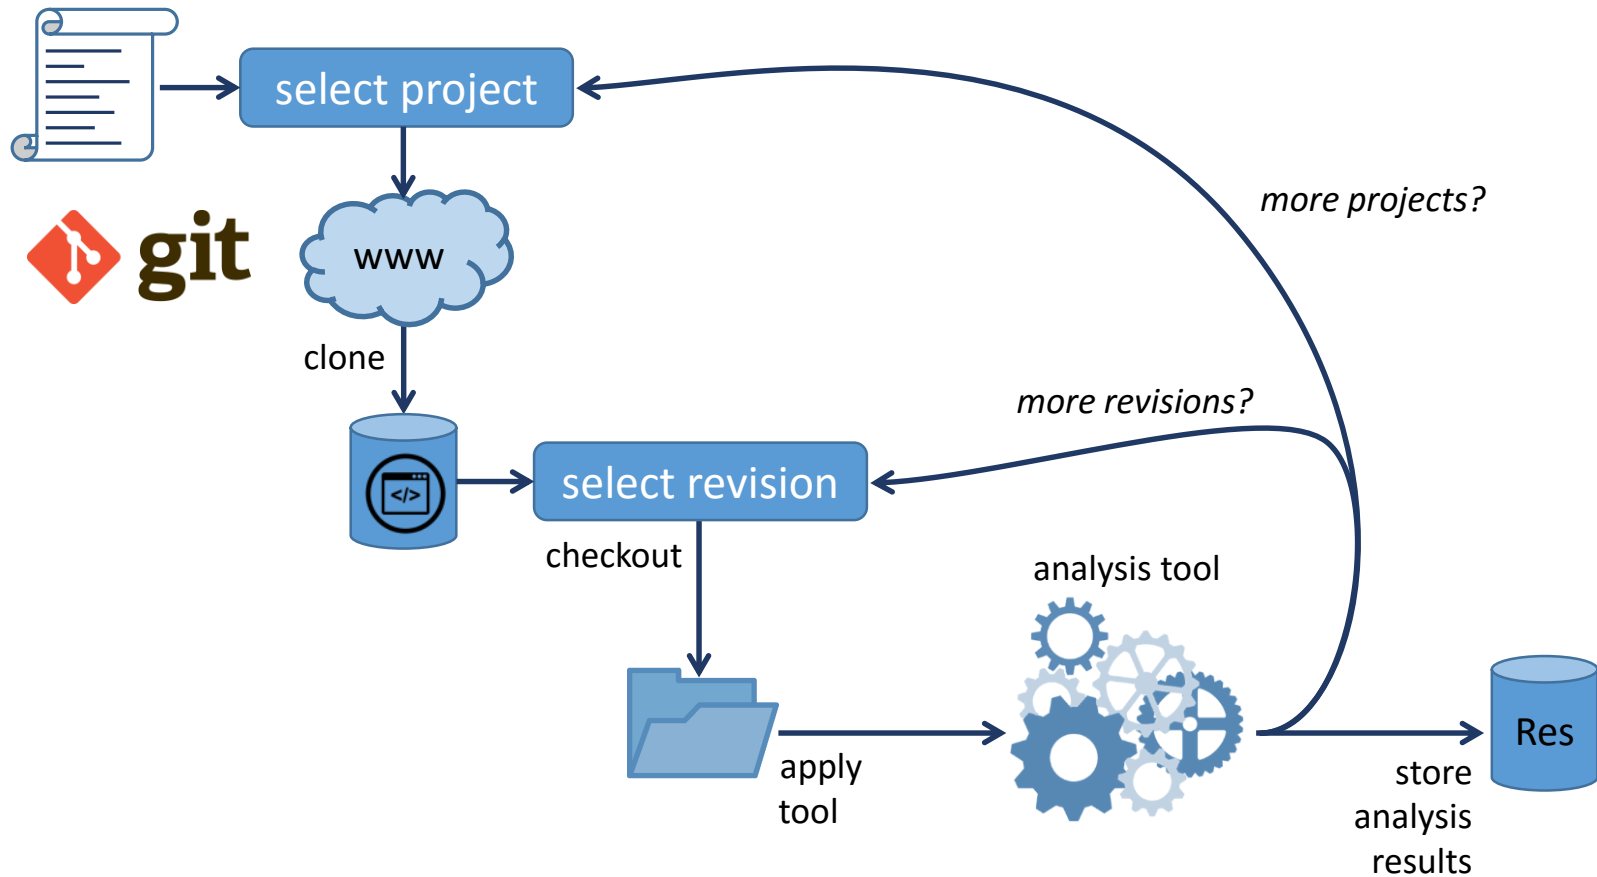 select project
more projects?
git
www
clone
more revisions?
</>
select revision
checkout
analysis tool
Res
apply
tool
store
analysis
results